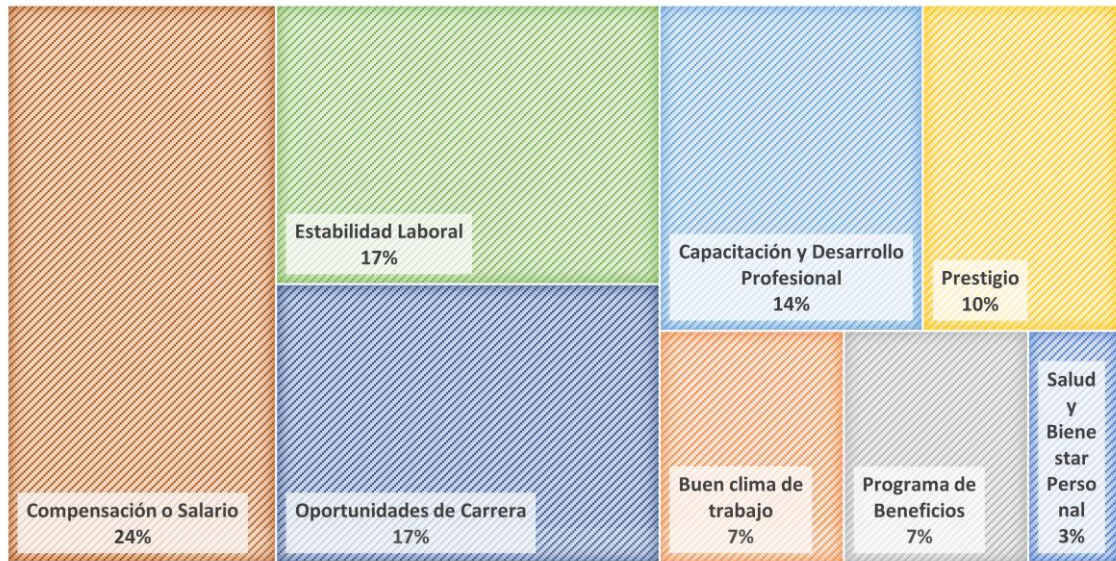 Estabilidad Laboral
17%
Capacitación y Desarrollo
Profesional
14%
Prestigio
10%
Compensación o Salario
24%
Oportunidades de Carrera
17%
Buen clima de
trabajo
7%
Programa de
Beneficios
7%
Salud
y
Biene
star
Perso
nal
3%